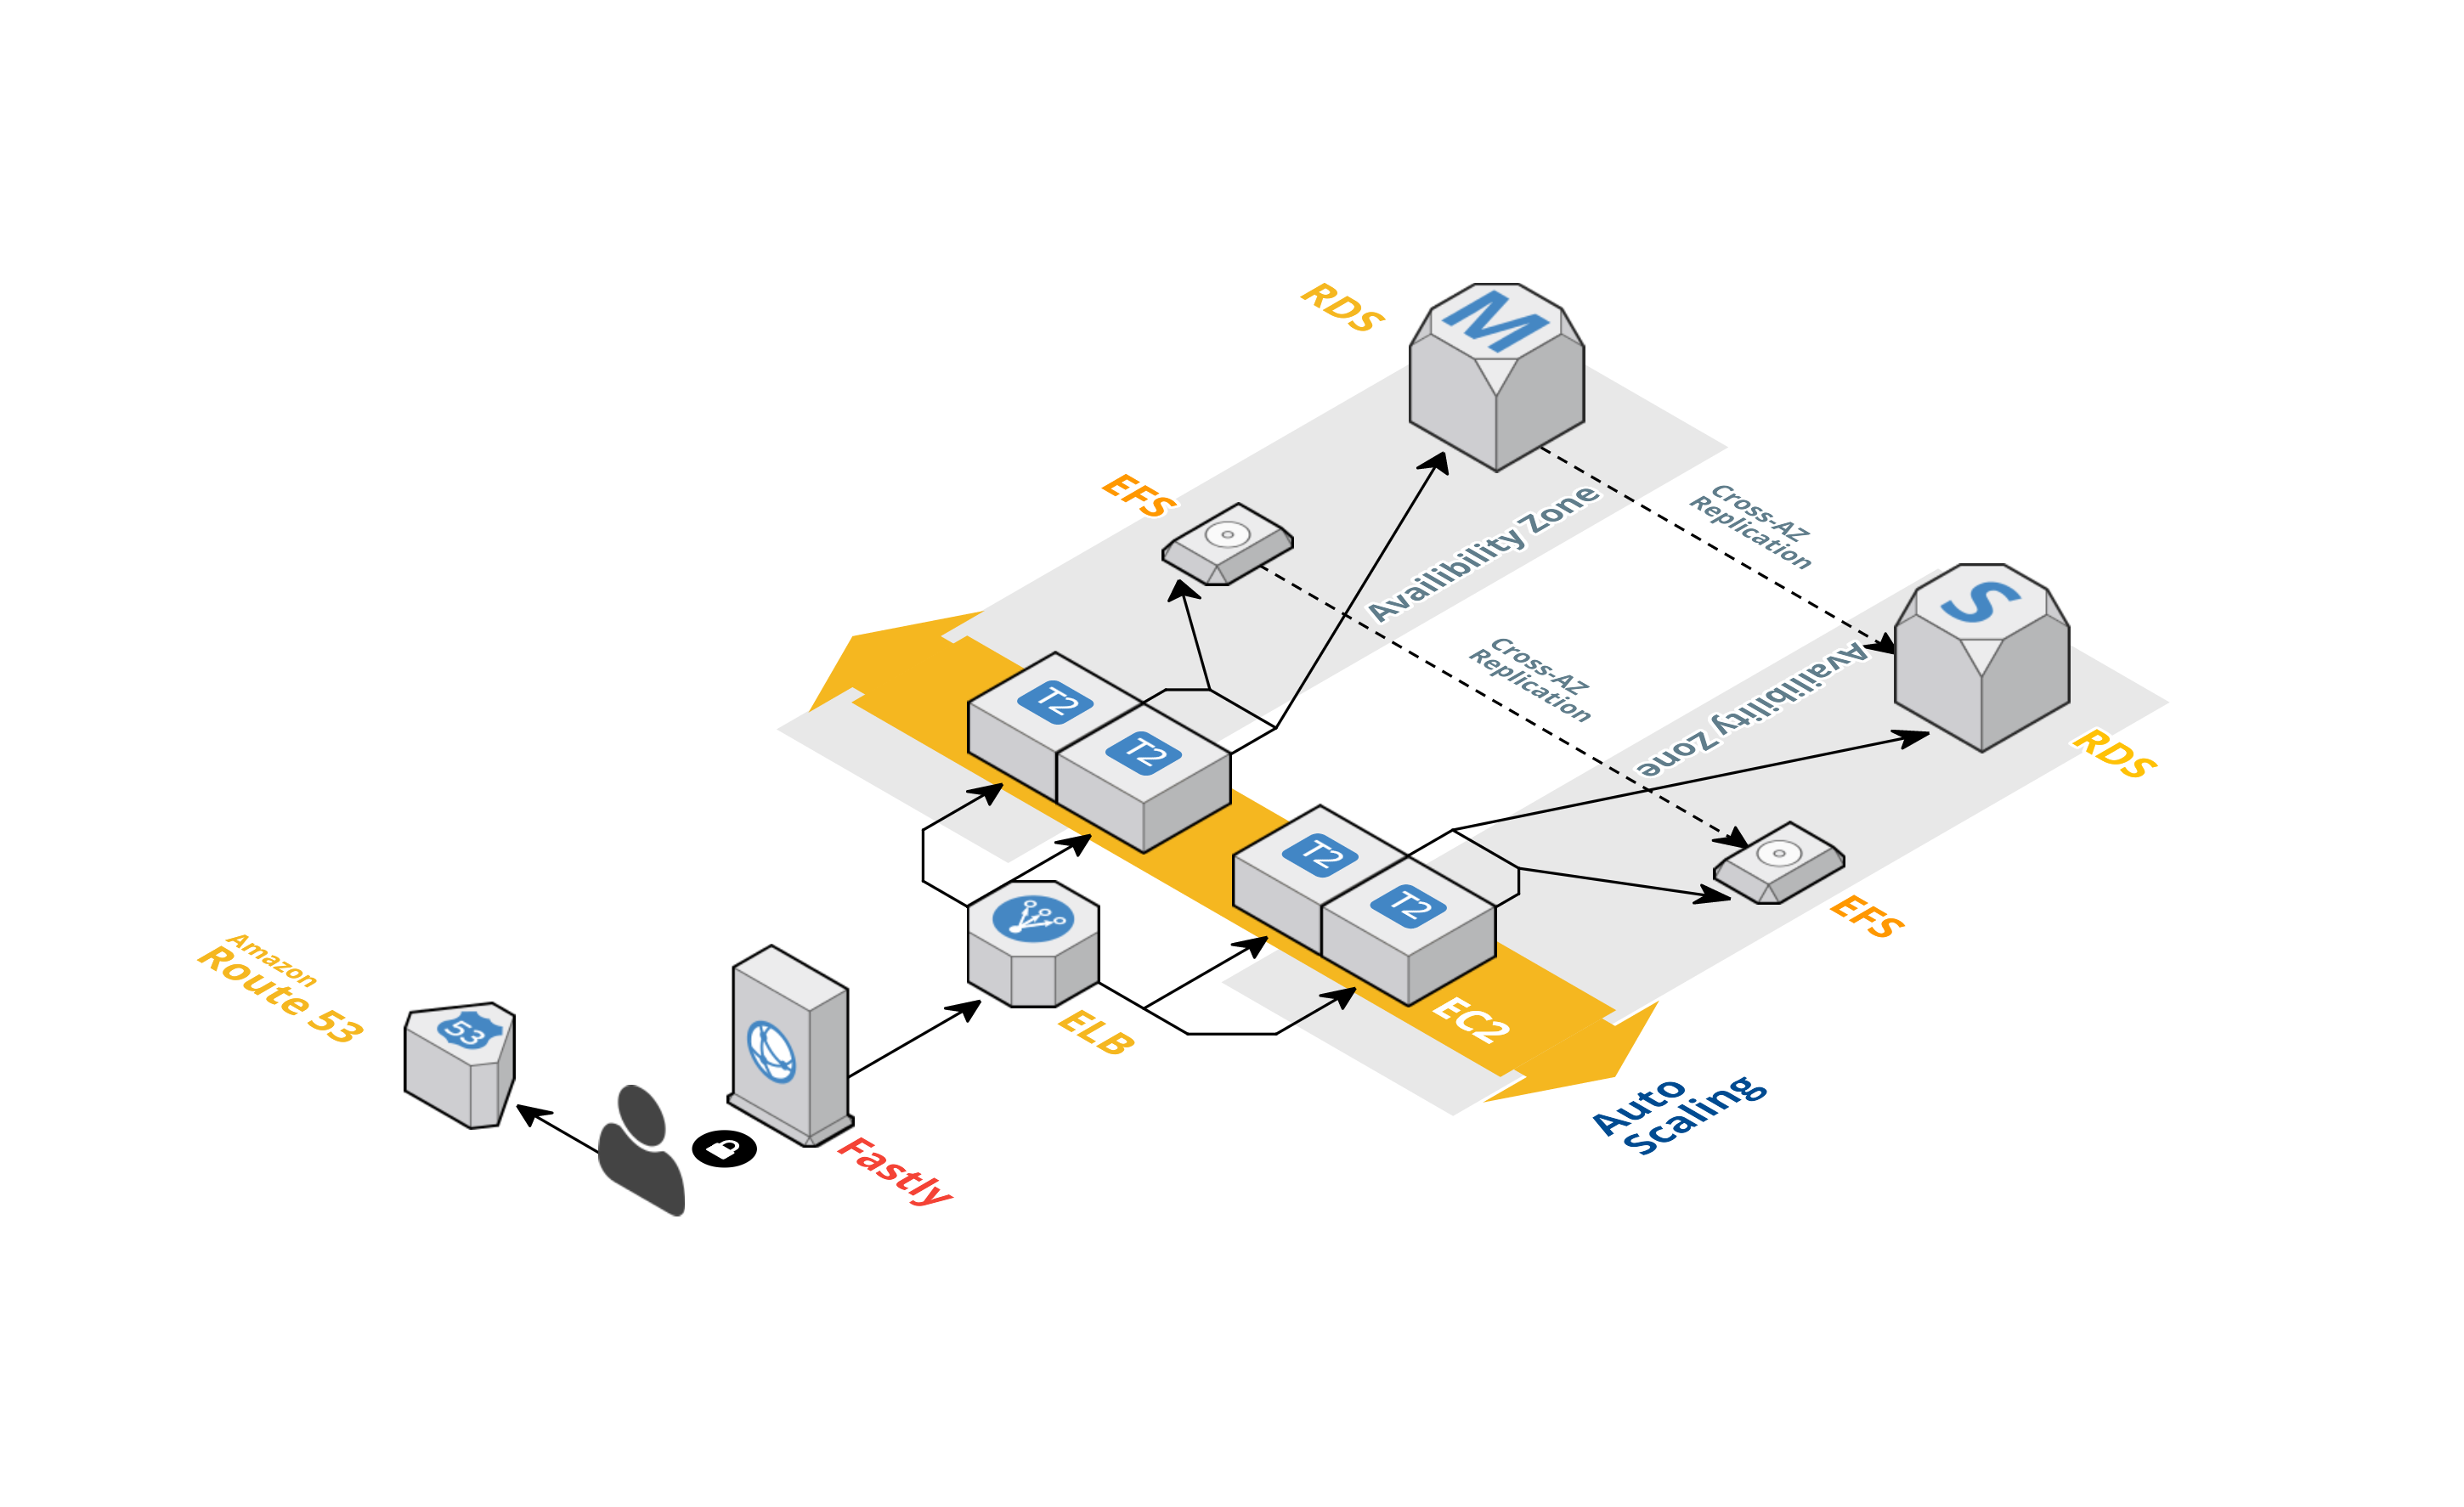 RDS
M
EFS
Availibility Zone
Cross-AZ
Replication
S
Cross-AZ
Replication
Availibility Zone
T2
T2
RDS
T2
T2
EFS
Amazon
Route 53
53
ELB
EC2
Auto
Scaling
Fastly